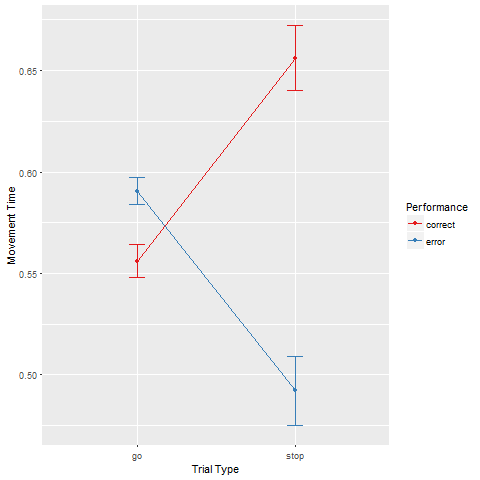 0.65
0.60
0.55
0.50
Movement Time
go
stop
Trial Type
Performance
correct
error